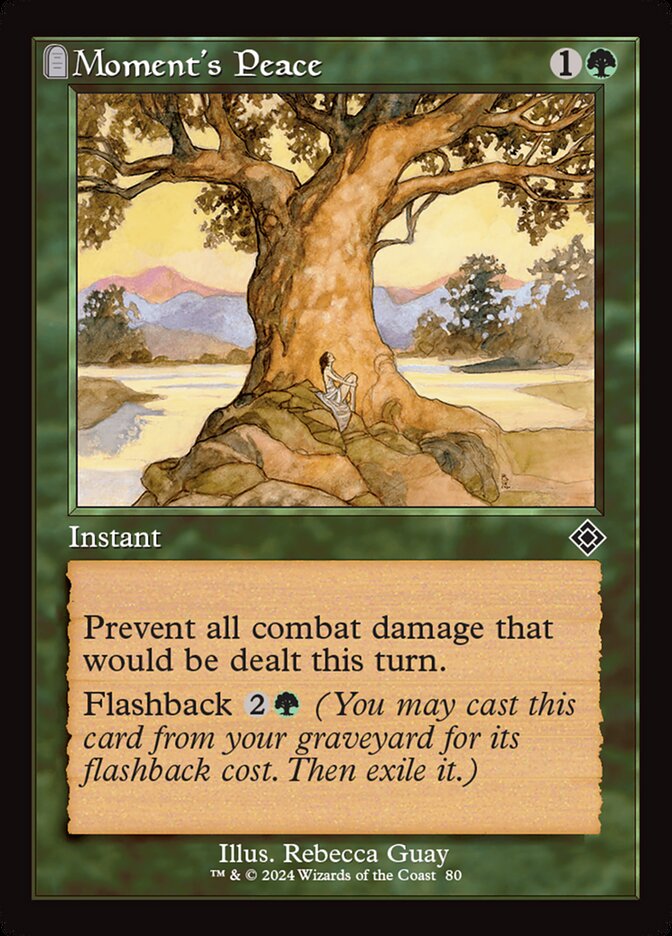 Moment's Peace 1
Instant
Prevent all combat damage that
would be dealt this turn.
Flashback 2 (You may cast this
card from your graveyard for its
flashback cost. Then exile it.)
Illus. Rebecca Guay
™ & © 2024 Wizards of the Coast 80